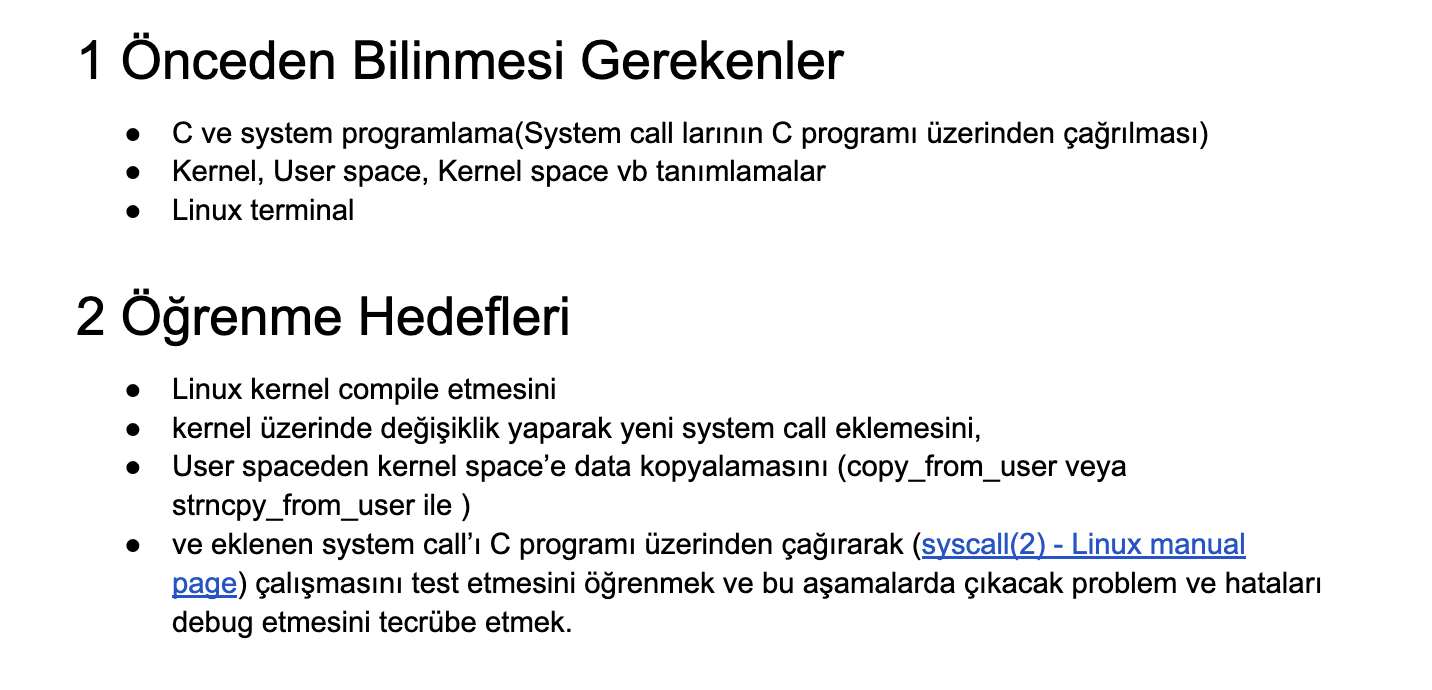 1 Önceden Bilinmesi Gerekenler
● C ve system programlama(System call larının C programı üzerinden çağrılması)
● Kernel, User space, Kernel space vb tanımlamalar
● Linux terminal
2 Öğrenme Hedefleri
● Linux kernel compile etmesini
● kernel üzerinde değişiklik yaparak yeni system call eklemesini,
● User spaceden kernel space’e data kopyalamasını (copy_from_user veya
strncpy_from_user ile )
● ve eklenen system call’ı C programı üzerinden çağırarak (syscall(2) - Linux manual
page) çalışmasını test etmesini öğrenmek ve bu aşamalarda çıkacak problem ve hataları
debug etmesini tecrübe etmek.